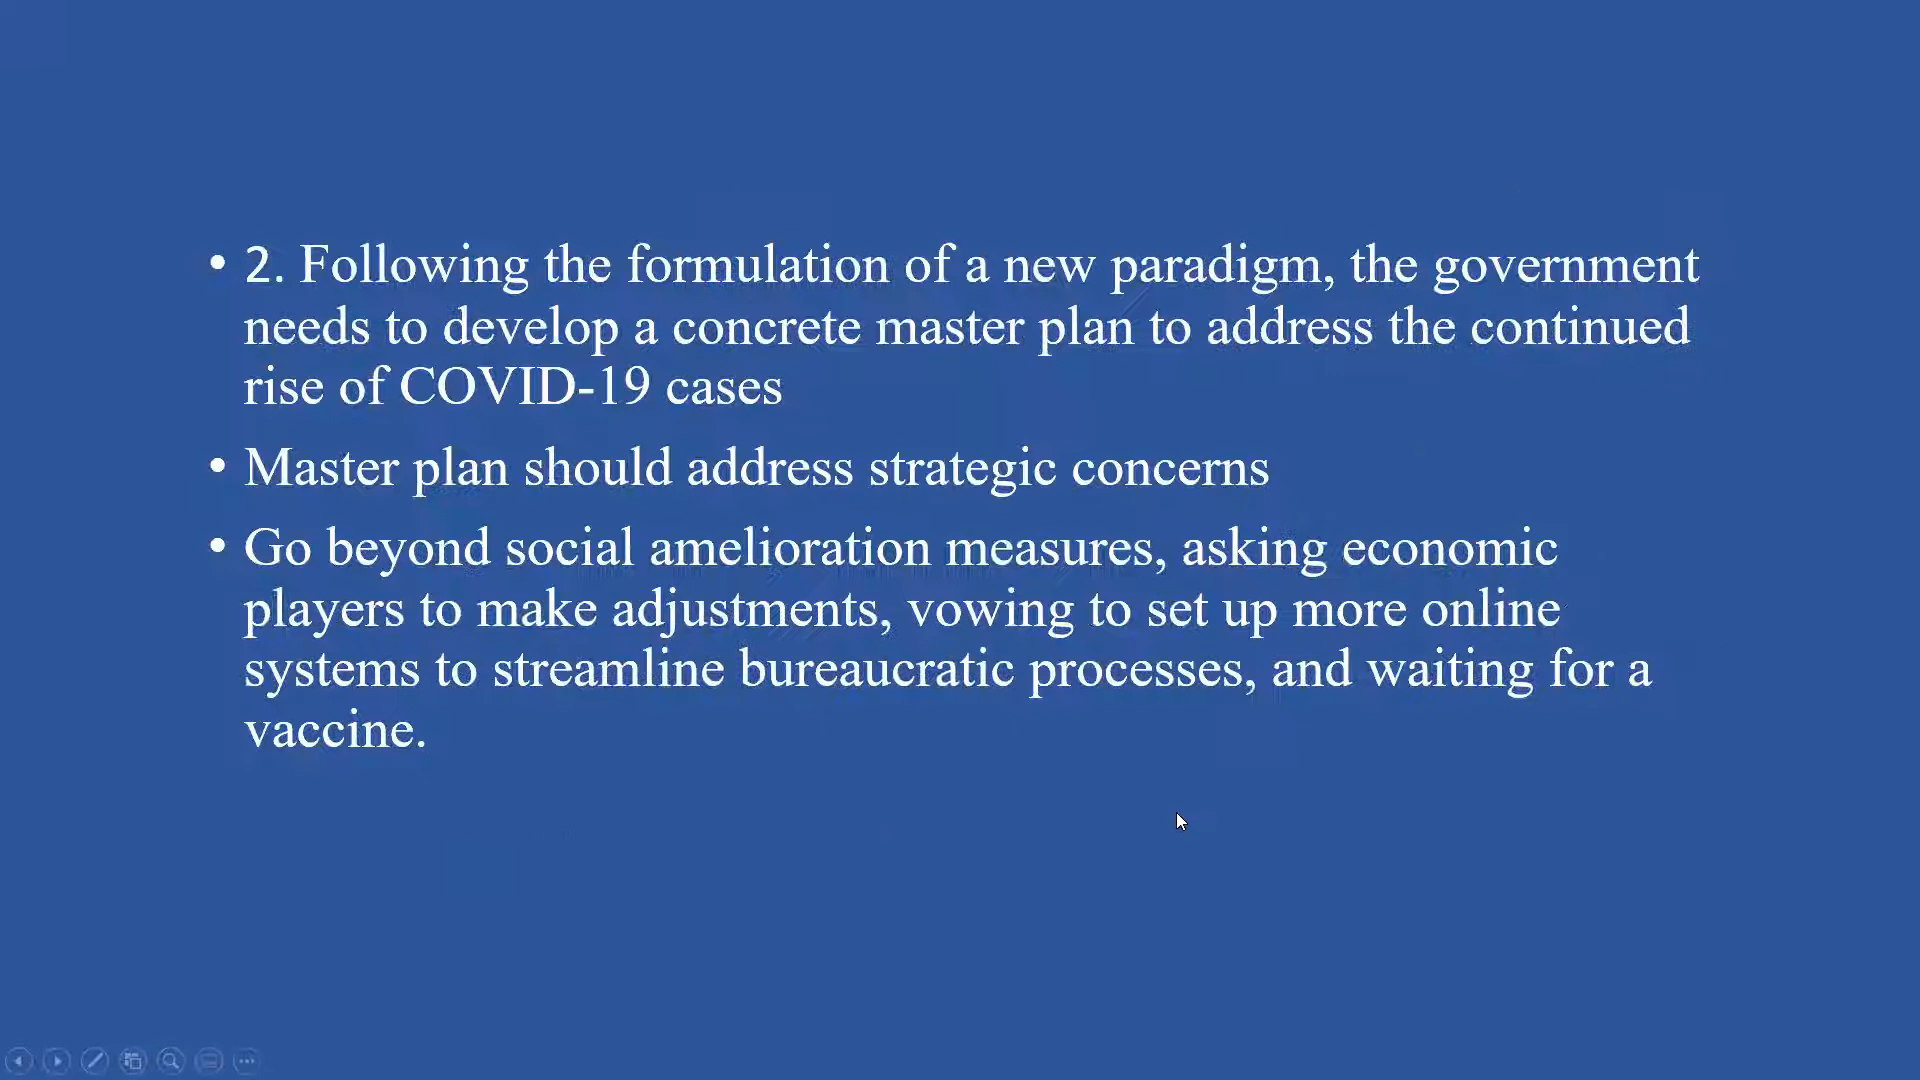 • 2. Following the formulation of a new paradigm, the government
needs to develop a concrete master plan to address the continued
rise of COVID-19 cases
• Master plan should address strategic concerns
• Go beyond social amelioration measures, asking economic
players to make adjustments, vowing to set up more online
systems to streamline bureaucratic processes, and waiting for a
vaccine.